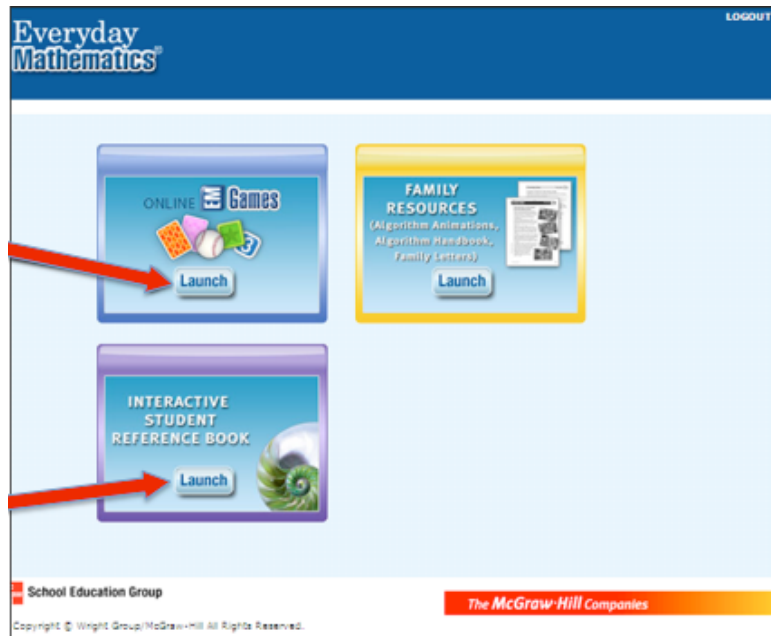 LOGOUT
Everyday
Mathematics®
ONLINE EM Games
3
Launch
FAMILY
RESOURCES
(Algorithm Animations,
Algorithm Handbook,
Family Letters)
Launch
INTERACTIVE
STUDENT
REFERENCE BOOK
Launch
School Education Group
The McGraw-Hill Companies
Copyright © Wright Group/McGraw-Hill All Rights Reserved.